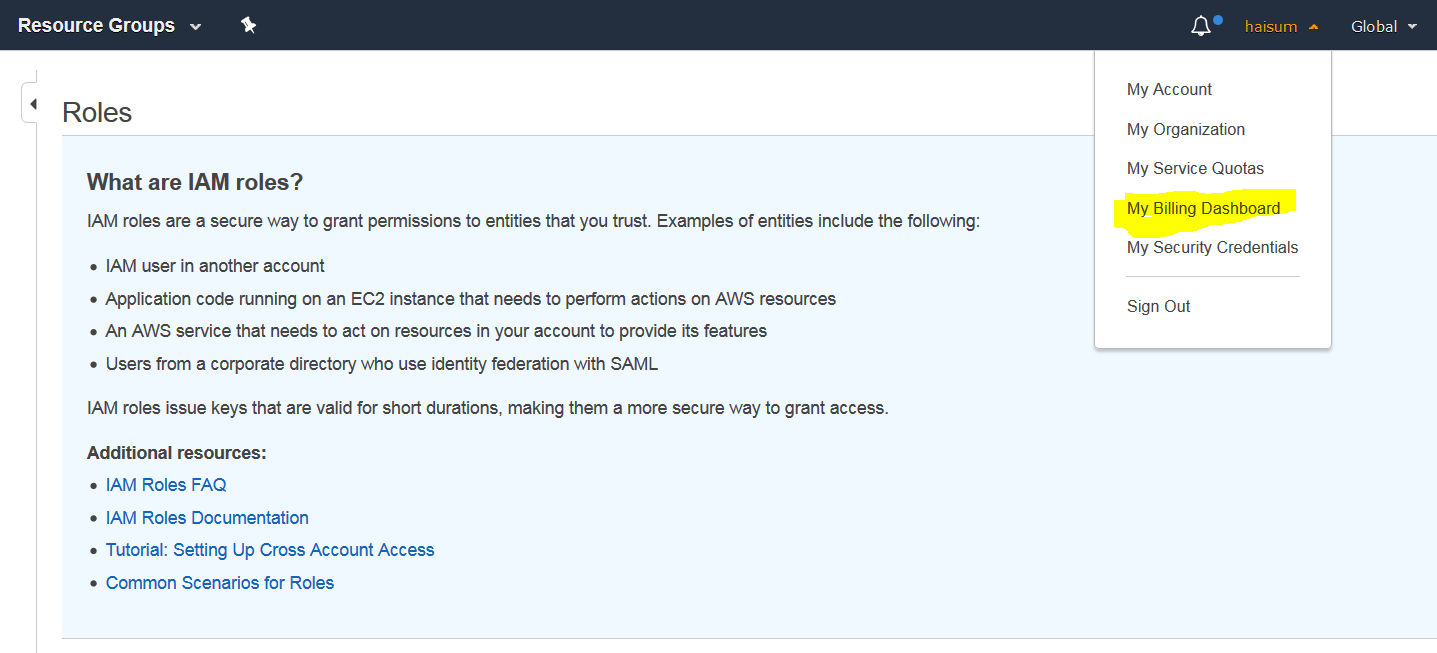 Resource Groups
haisum
Global
My Account
My Organization
My Service Quotas
My Billing Dashboard
My Security Credentials
Sign Out
Roles
What are IAM roles?
IAM roles are a secure way to grant permissions to entities that you trust. Examples of entities include the following:
IAM user in another account
Application code running on an EC2 instance that needs to perform actions on AWS resources
An AWS service that needs to act on resources in your account to provide its features
Users from a corporate directory who use identity federation with SAML
IAM roles issue keys that are valid for short durations, making them a more secure way to grant access.
Additional resources:
IAM Roles FAQ
IAM Roles Documentation
Tutorial: Setting Up Cross Account Access
Common Scenarios for Roles